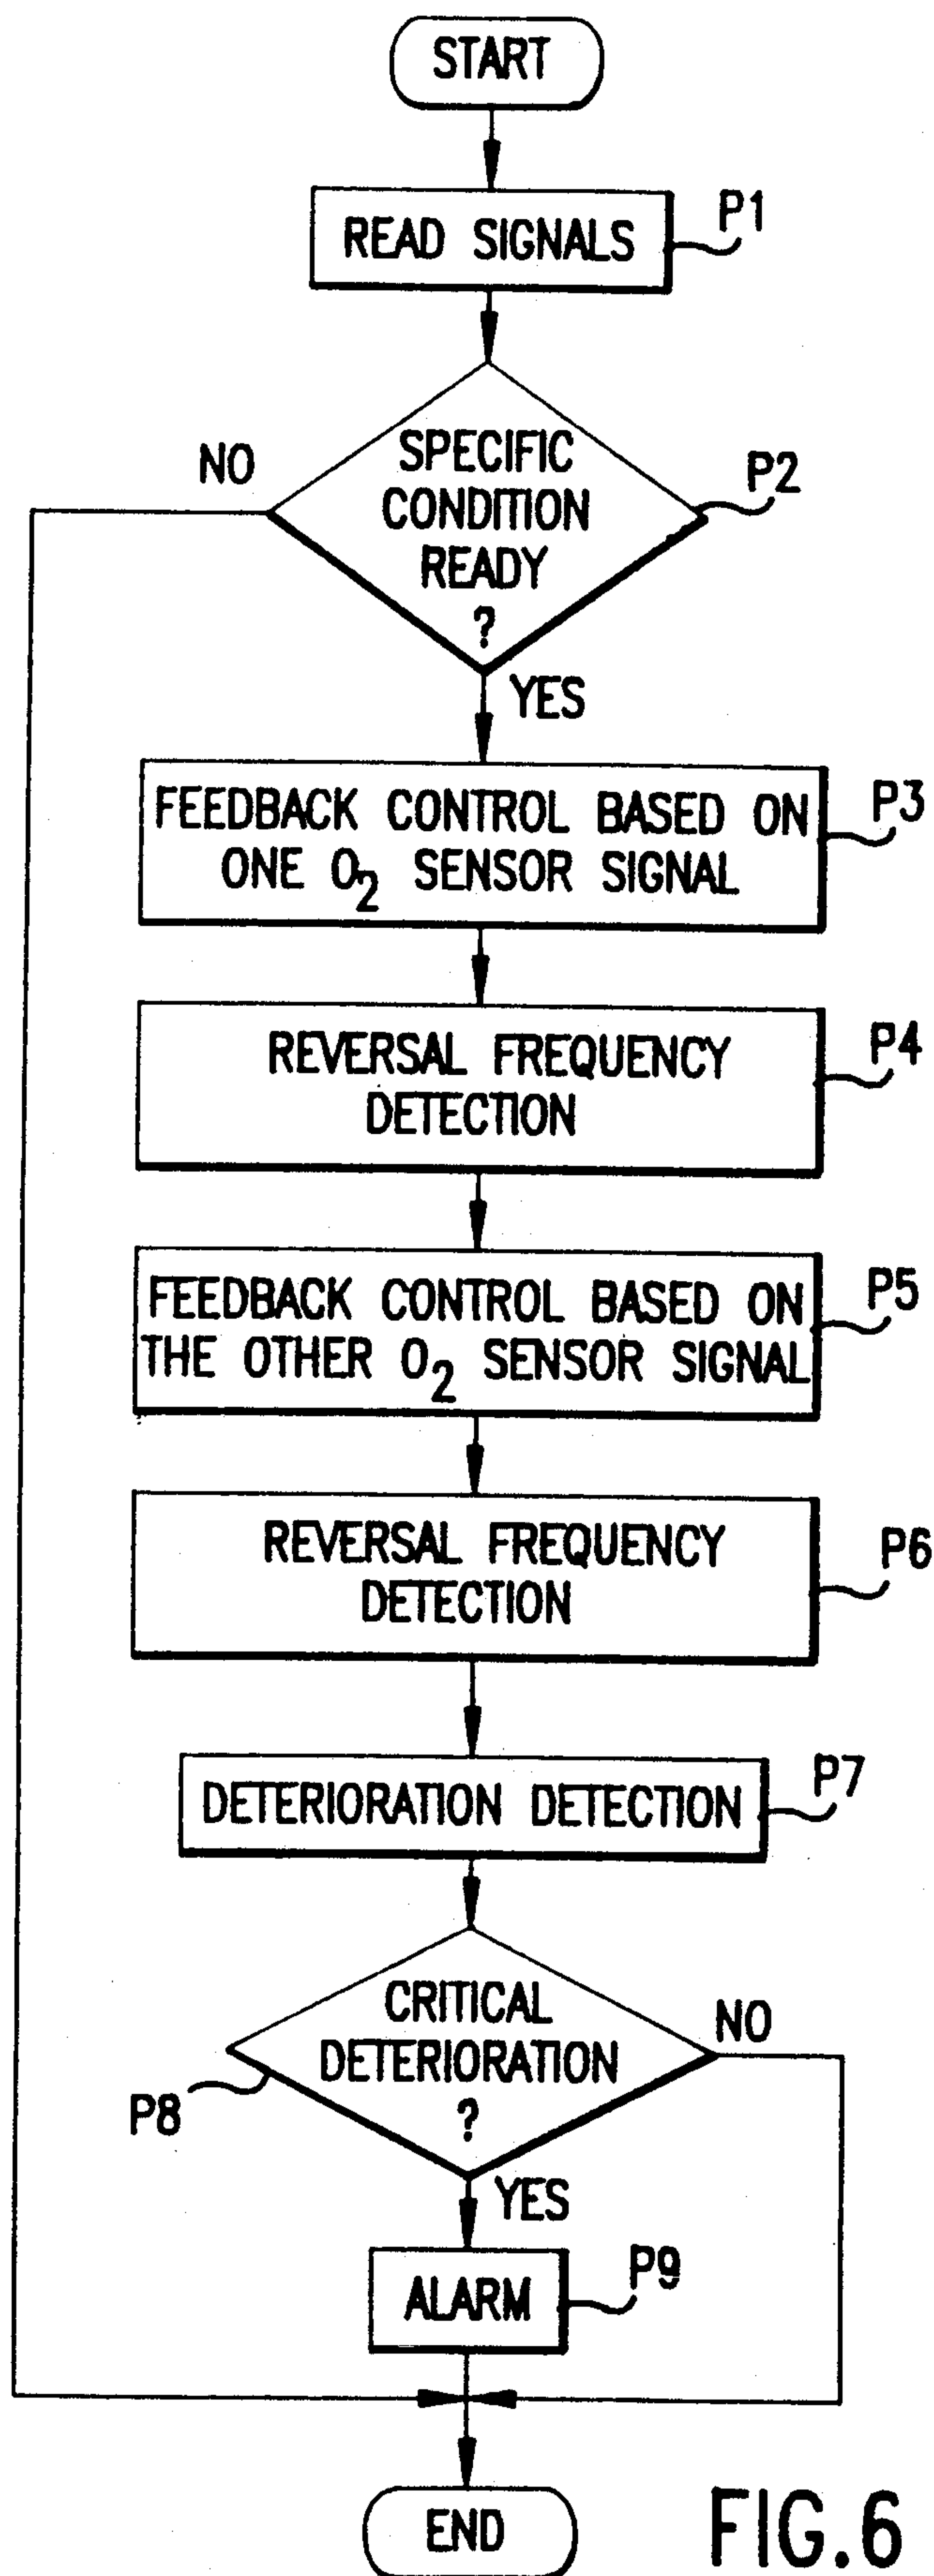 START
READ SIGNALS
P1
NO
SPECIFIC
CONDITION
READY
?
P2
YES
FEEDBACK CONTROL BASED ON
ONE O₂ SENSOR SIGNAL
P3
REVERSAL FREQUENCY
DETECTION
P4
FEEDBACK CONTROL BASED ON
THE OTHER O₂ SENSOR SIGNAL
P5
REVERSAL FREQUENCY
DETECTION
P6
DETERIORATION DETECTION
P7
CRITICAL
DETERIORATION
?
NO
P8
YES
ALARM
P9
END
FIG.6